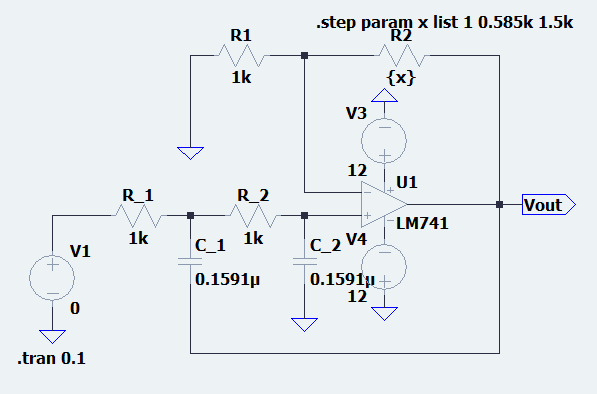 .step param x list 1 0.585k 1.5k
R1
R2
1k
{x}
V3
12
U1
LM741
Vout
R_1
R_2
1k
1k
V1
C_1
C_2
V4
0.1591µ
0.1591µ
0
12
.tran 0.1